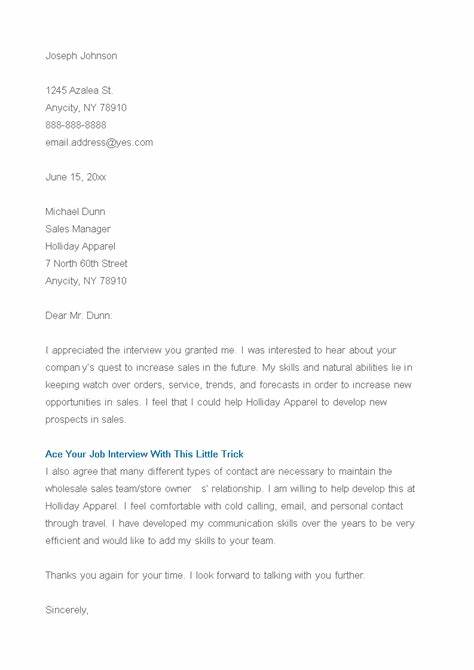 Joseph Johnson
1245 Azalea St.
Anycity, NY 78910
888-888-8888
email.address@yes.com
June 15, 20xx
Michael Dunn
Sales Manager
Holliday Apparel
7 North 60th Street
Anycity, NY 78910
Dear Mr. Dunn:
I appreciated the interview you granted me. I was interested to hear about your
company's quest to increase sales in the future. My skills and natural abilities lie in
keeping watch over orders, service, trends, and forecasts in order to increase new
opportunities in sales. I feel that I could help Holliday Apparel to develop new
prospects in sales.
Ace Your Job Interview With This Little Trick
I also agree that many different types of contact are necessary to maintain the
wholesale sales team/store owner s' relationship. I am willing to help develop this at
Holliday Apparel. I feel comfortable with cold calling, email, and personal contact
through travel. I have developed my communication skills over the years to be very
efficient and would like to add my skills to your team.
Thanks you again for your time. I look forward to talking with you further.
Sincerely,